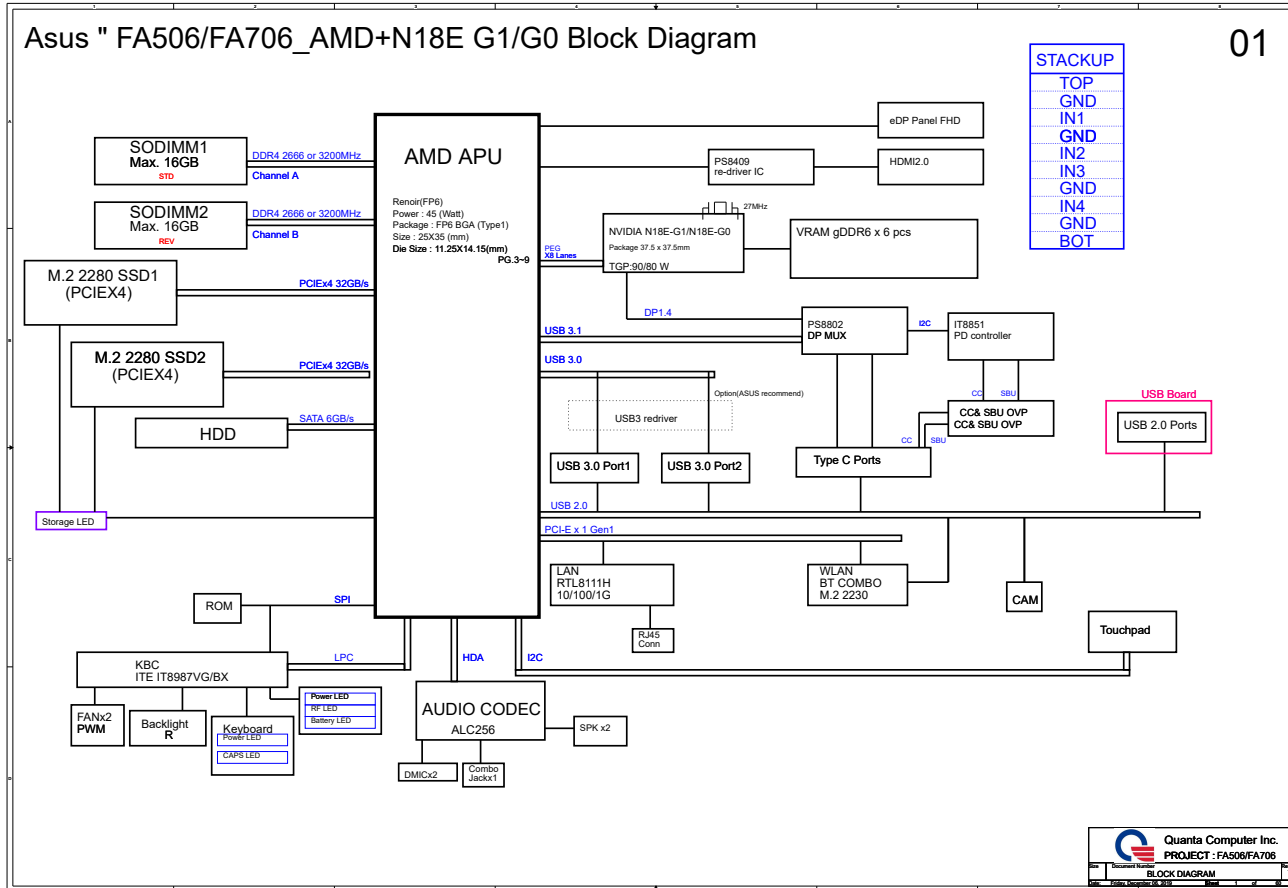 Asus " FA506/FA706_AMD+N18E G1/G0 Block Diagram
01
STACKUP
TOP
GND
IN1
GND
IN2
IN3
GND
IN4
GND
BOT
SODIMM1
Max. 16GB
STD
DDR4 2666 or 3200MHz
Channel A
SODIMM2
Max. 16GB
REV
DDR4 2666 or 3200MHz
Channel B
M.2 2280 SSD1
(PCIEX4)
PCIEx4 32GB/s
M.2 2280 SSD2
(PCIEX4)
PCIEx4 32GB/s
HDD
SATA 6GB/s
Storage LED
AMD APU
Renoir(FP6)
Power : 45 (Watt)
Package : FP6 BGA (Type1)
Size : 25X35 (mm)
Die Size : 11.25X14.15(mm)
PG.3~9
eDP Panel FHD
PS8409
re-driver IC
HDMI2.0
27MHz
NVIDIA N18E-G1/N18E-G0
Package 37.5 x 37.5mm
TGP:90/80 W
PEG
X8 Lanes
VRAM gDDR6 x 6 pcs
DP1.4
USB 3.1
PS8802
DP MUX
I2C
IT8851
PD controller
USB 3.0
Option(ASUS recommend)
USB3 redriver
CC
SBU
CC& SBU OVP
CC& SBU OVP
CC
SBU
USB Board
USB 2.0 Ports
USB 3.0 Port1
USB 3.0 Port2
Type C Ports
USB 2.0
PCI-E x 1 Gen1
LAN
RTL8111H
10/100/1G
RJ45
Conn
WLAN
BT COMBO
M.2 2230
CAM
Touchpad
ROM
SPI
LPC
HDA
I2C
KBC
ITE IT8987VG/BX
FANx2
PWM
Backlight
R
Keyboard
Power LED
CAPS LED
Power LED
RF LED
Battery LED
AUDIO CODEC
ALC256
SPK x2
DMICx2
Combo
Jackx1
Quanta Computer Inc.
PROJECT : FA506/FA706
Size
Document Number
BLOCK DIAGRAM
Date: Friday, December 06, 2019
Sheet 1 of